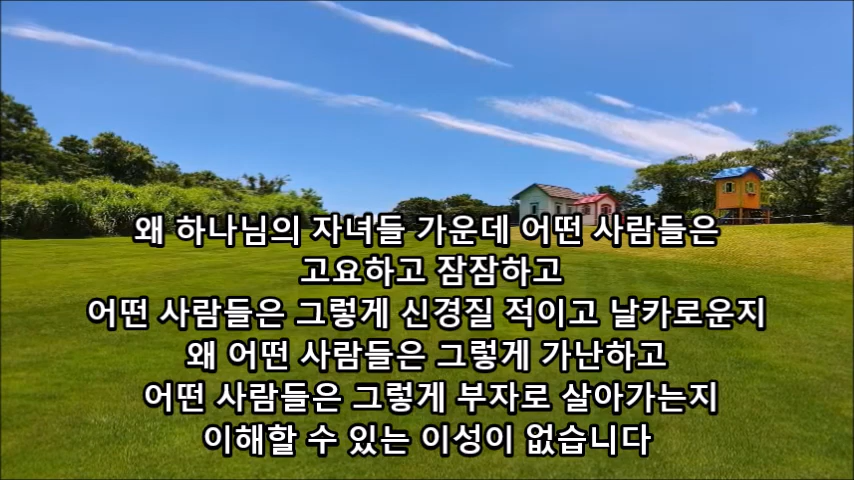 왜 하나님의 자녀들 가운데 어떤 사람들은
고요하고 잠잠하고
어떤 사람들은 그렇게 신경질 적이고 날카로운지
왜 어떤 사람들은 그렇게 가난하고
어떤 사람들은 그렇게 부자로 살아가는지
이해할 수 있는 이성이 없습니다